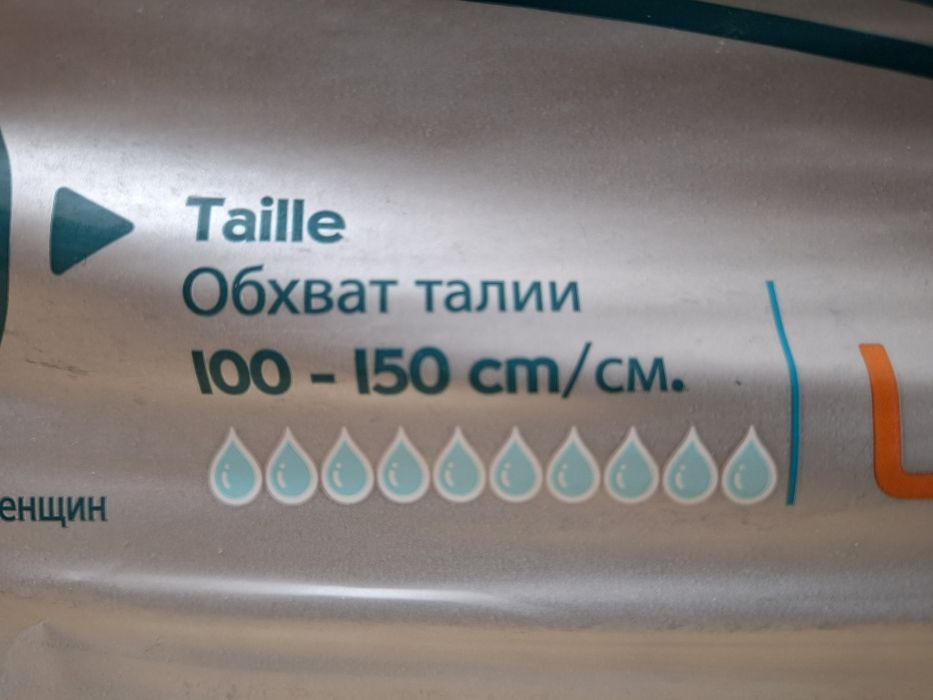 Taille
Обхват талии
100 - 150 cm/см.
енщин
L